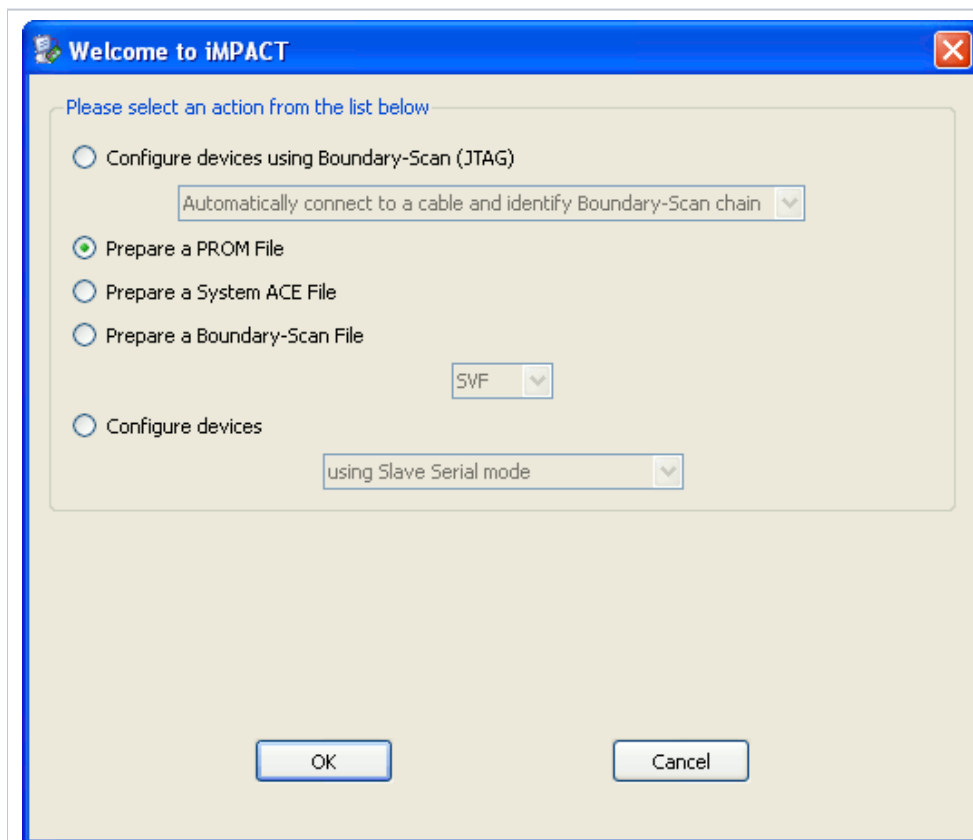 Welcome to iMPACT
Please select an action from the list below
Configure devices using Boundary-Scan (JTAG)
Automatically connect to a cable and identify Boundary-Scan chain
Prepare a PROM File
Prepare a System ACE File
Prepare a Boundary-Scan File
SVF
Configure devices
using Slave Serial mode
OK
Cancel